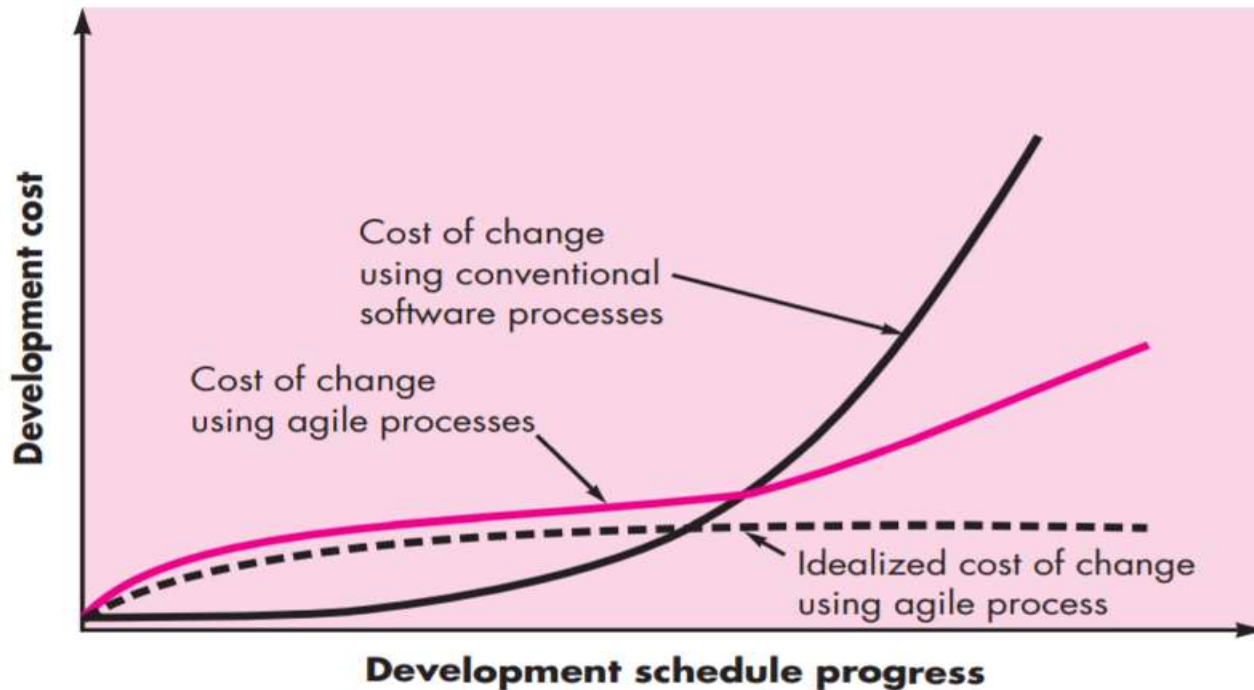 Development cost
Cost of change
using conventional
software processes
Cost of change
using agile processes
Idealized cost of change
using agile process
Development schedule progress